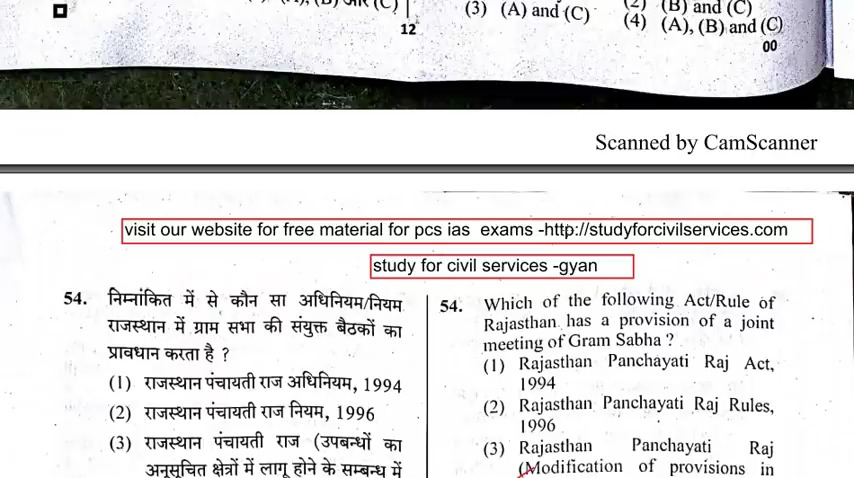 (B) और (C)
12
(3) (A) and (C)
(2) (B) and (C)
(4) (A), (B) and (C)
00
Scanned by CamScanner
visit our website for free material for pcs ias exams -http://studyforcivilservices.com
study for civil services -gyan
54. निम्नांकित में से कौन सा अधिनियम/नियम
राजस्थान में ग्राम सभा की संयुक्त बैठकों का
प्रावधान करता है ?
(1) राजस्थान पंचायती राज अधिनियम, 1994
(2) राजस्थान पंचायती राज नियम, 1996
(3) राजस्थान पंचायती राज (उपबन्धों का
अनुसूचित क्षेत्रों में लागू होने के सम्बन्ध में
54. Which of the following Act/Rule of
Rajasthan has a provision of a joint
meeting of Gram Sabha ?
(1) Rajasthan Panchayati Raj Act,
1994
(2) Rajasthan Panchayati Raj Rules,
1996
(3) Rajasthan Panchayati Raj
(Modification of provisions in